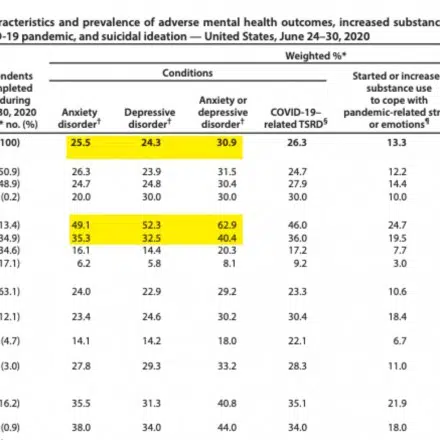 aracteristics and prevalence of adverse mental health outcomes, increased substanc
D-19 pandemic, and suicidal ideation — United States, June 24–30, 2020
Weighted %*
ndents
mpleted
during
30, 2020
* no. (%)
Conditions
Anxiety
disorder†
Depressive
disorder†
Anxiety or
depressive
disorder†
COVID-19–
related TSRD§
Started or increase
substance use
to cope with
pandemic-related str
or emotions¶
100) 25.5 24.3 30.9 26.3 13.3
50.9) 26.3 23.9 31.5 24.7 12.2
48.9) 24.7 24.8 30.4 27.9 14.4
(0.2) 20.0 30.0 30.0 30.0 10.0
13.4) 49.1 52.3 62.9 46.0 24.7
34.9) 35.3 32.5 40.4 36.0 19.5
34.6) 16.1 14.4 20.3 17.2 7.7
17.1) 6.2 5.8 8.1 9.2 3.0
63.1) 24.0 22.9 29.2 23.3 10.6
12.1) 23.4 24.6 30.2 30.4 18.4
(4.7) 14.1 14.2 18.0 22.1 6.7
(3.0) 27.8 29.3 33.2 28.3 11.0
16.2) 35.5 31.3 40.8 35.1 21.9
(0.9) 38.0 34.0 44.0 34.0 18.0